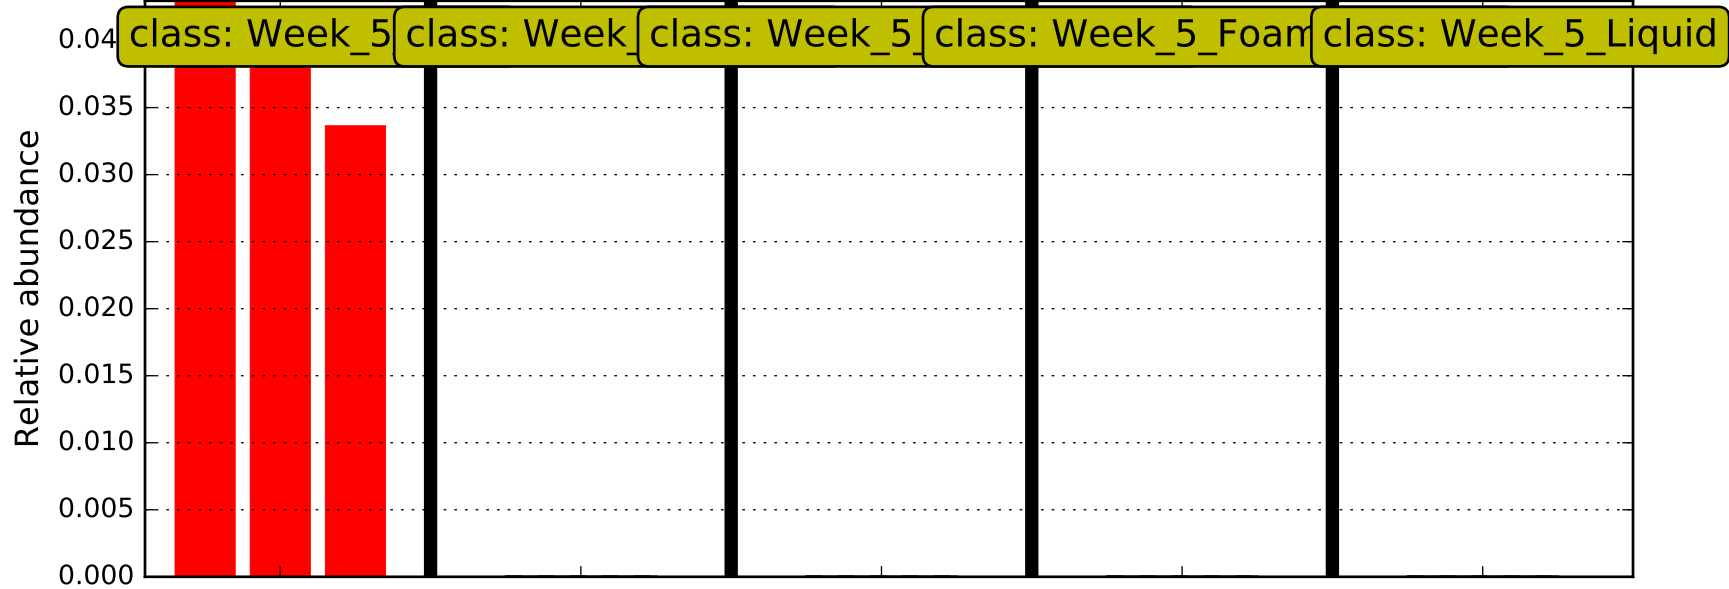 0.04
class: Week_5
class: Week_
class: Week_5_
class: Week_5_Foam
class: Week_5_Liquid
0.035
0.030
0.025
0.020
0.015
0.010
0.005
0.000
Relative abundance